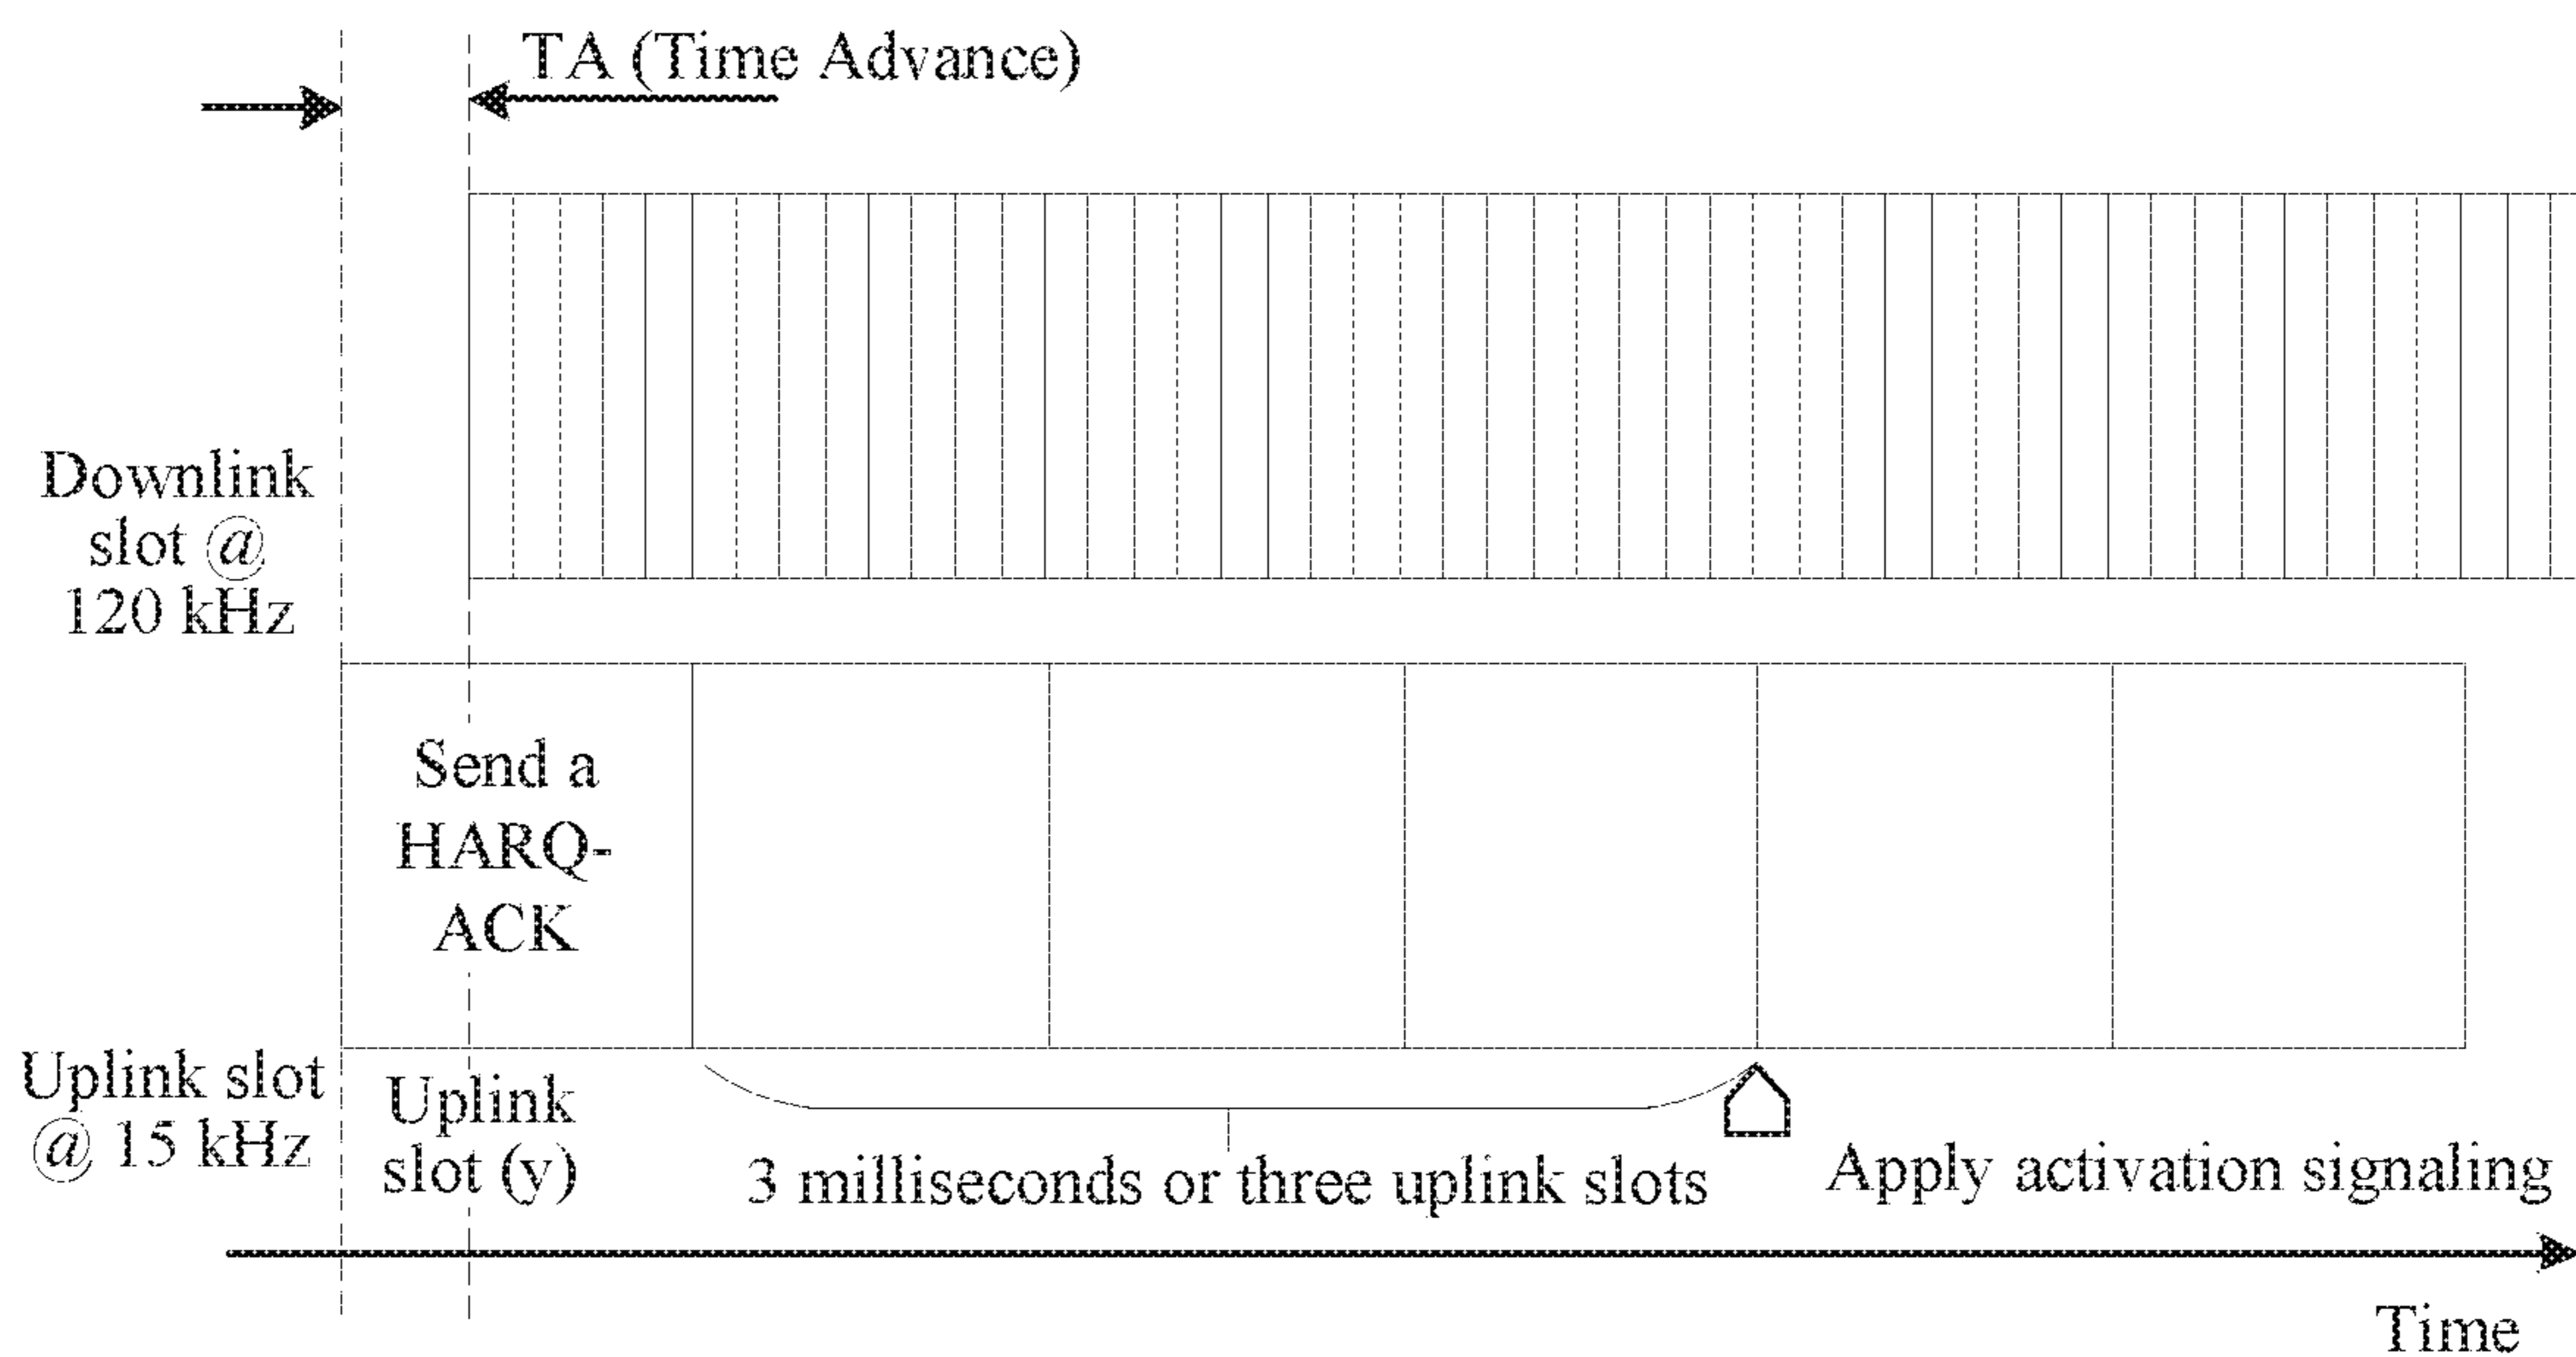 TA (Time Advance)
Downlink
slot @
120 kHz
Send a
HARQ-
ACK
Uplink slot
@ 15 kHz
Uplink
slot (y)
3 milliseconds or three uplink slots
Apply activation signaling
Time